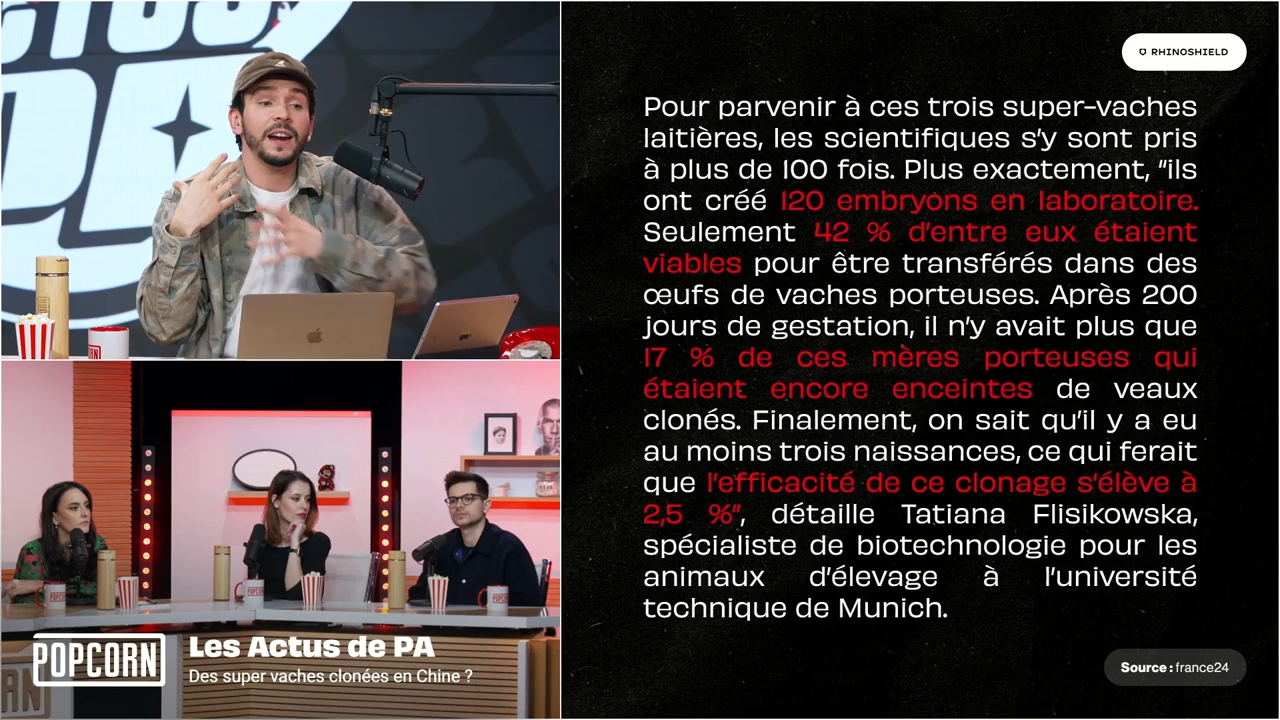 RHINOSHIELD
Pour parvenir à ces trois super-vaches
laitières, les scientifiques s'y sont pris
à plus de 100 fois. Plus exactement, "ils
ont créé 120 embryons en laboratoire.
Seulement 42 % d'entre eux étaient
viables pour être transférés dans des
œufs de vaches porteuses. Après 200
jours de gestation, il n'y avait plus que
17 % de ces mères porteuses qui
étaient encore enceintes de veaux
clonés. Finalement, on sait qu'il y a eu
au moins trois naissances, ce qui ferait
que l'efficacité de ce clonage s'élève à
2,5 %", détaille Tatiana Flisikowska,
spécialiste de biotechnologie pour les
animaux d'élevage à l'université
technique de Munich.
Source : france24
POPCORN
Les Actus de PA
Des super vaches clonées en Chine ?